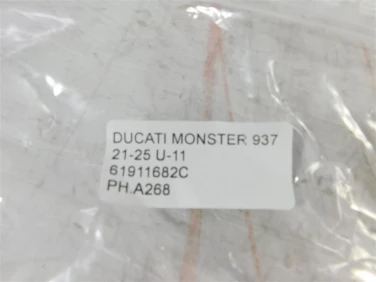 DUCATI MONSTER 937
21-25 U-11
61911682C
PH.A268